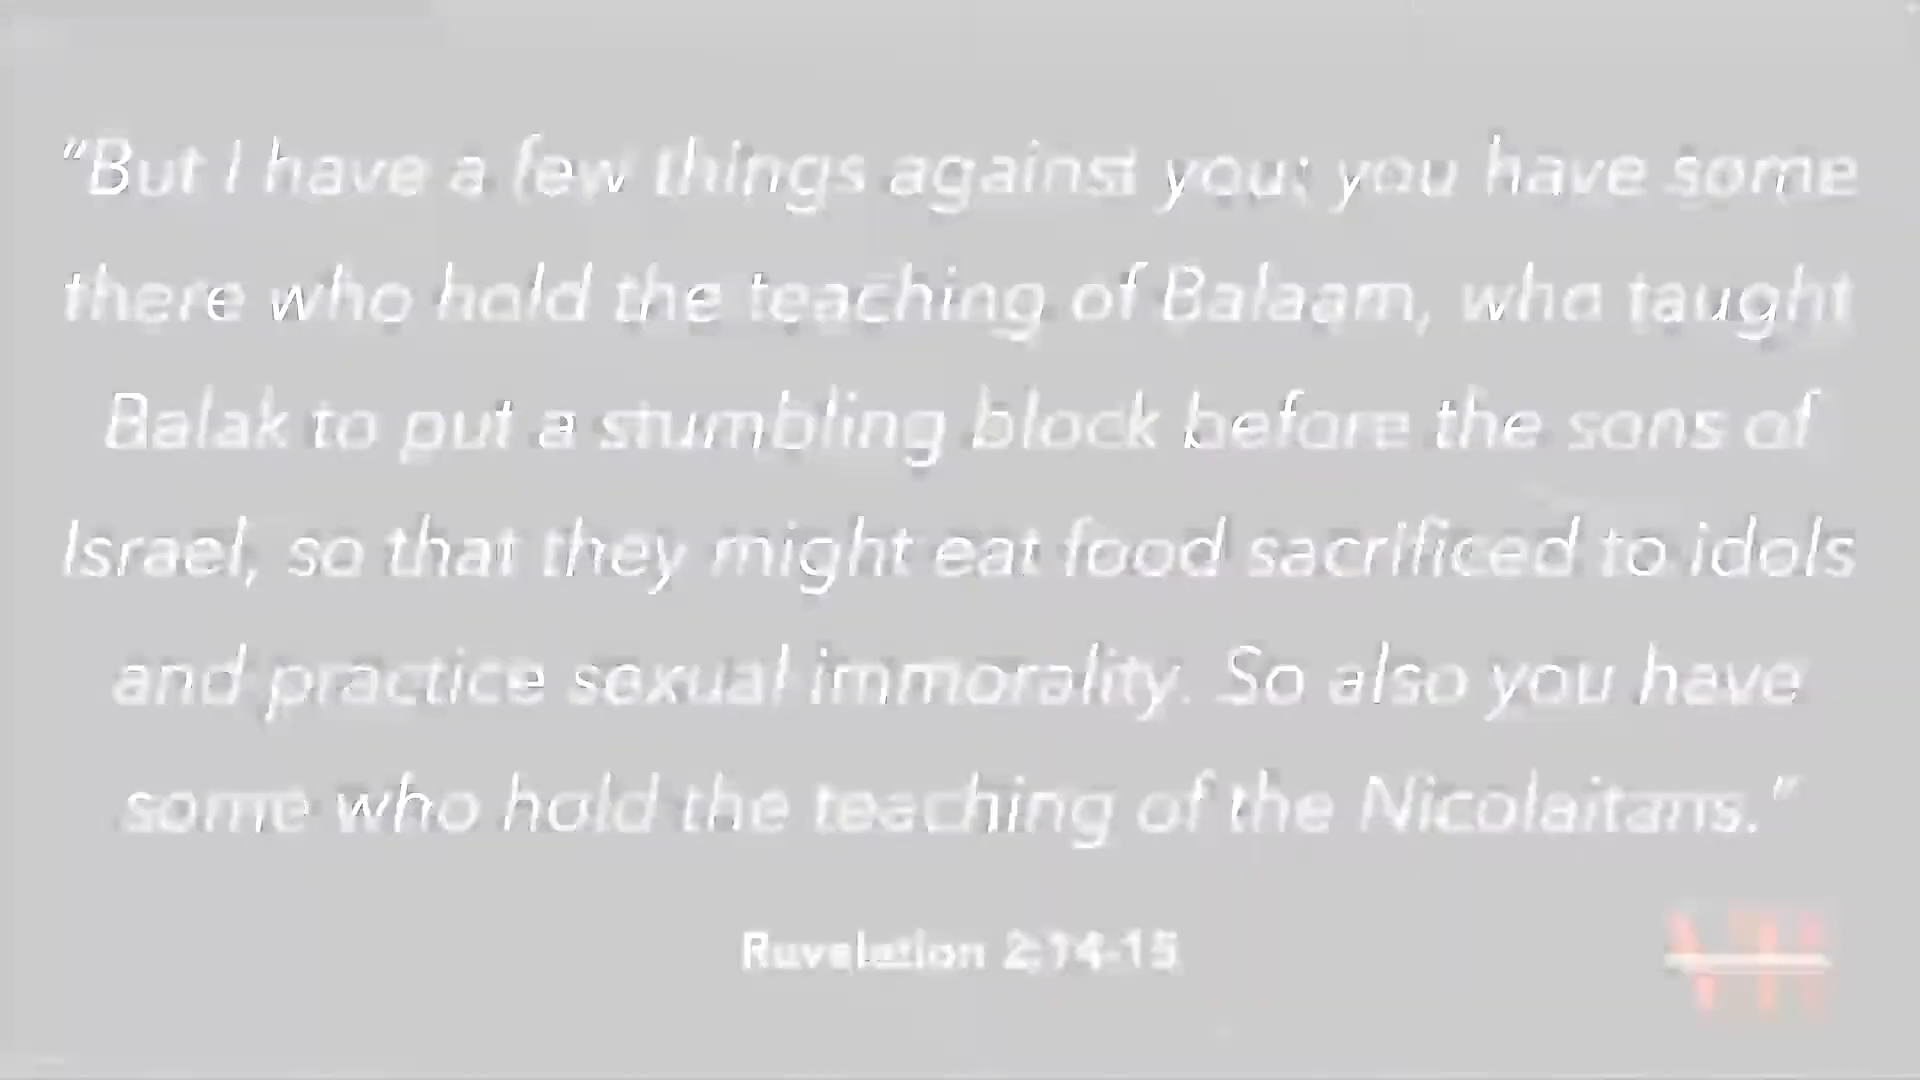 “But I have a few things against you: you have some
there who hold the teaching of Balaam, who taught
Balak to put a stumbling block before the sons of
Israel, so that they might eat food sacrificed to idols
and practice sexual immorality. So also you have
some who hold the teaching of the Nicolaitans.”
Revelation 2:14-15